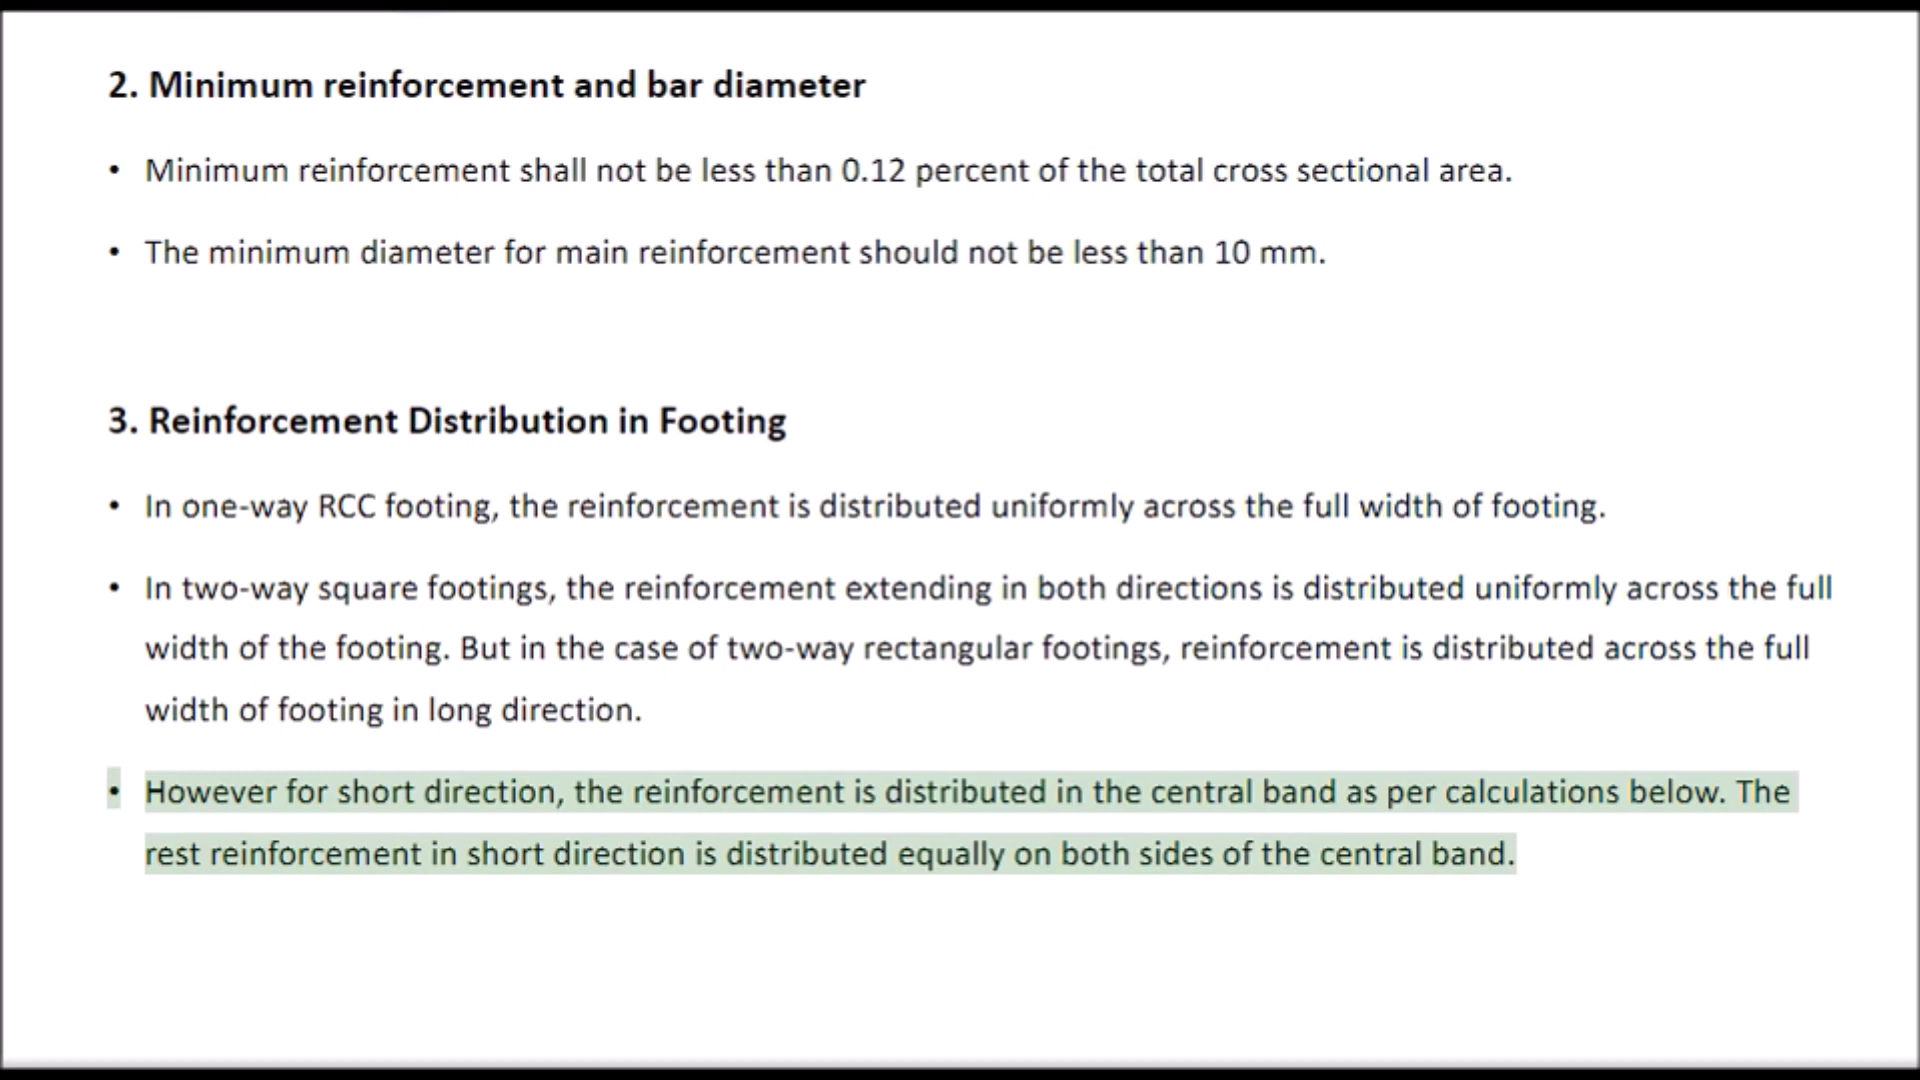 2. Minimum reinforcement and bar diameter
• Minimum reinforcement shall not be less than 0.12 percent of the total cross sectional area.
• The minimum diameter for main reinforcement should not be less than 10 mm.
3. Reinforcement Distribution in Footing
• In one-way RCC footing, the reinforcement is distributed uniformly across the full width of footing.
• In two-way square footings, the reinforcement extending in both directions is distributed uniformly across the full
width of the footing. But in the case of two-way rectangular footings, reinforcement is distributed across the full
width of footing in long direction.
• However for short direction, the reinforcement is distributed in the central band as per calculations below. The
rest reinforcement in short direction is distributed equally on both sides of the central band.